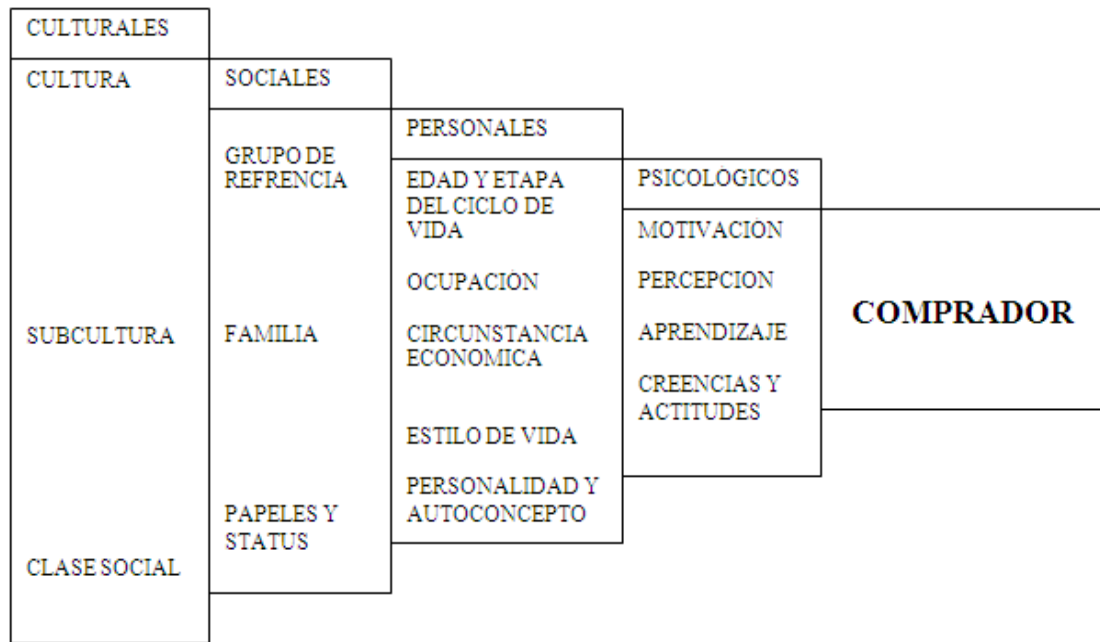 CULTURALES
CULTURA
SUBCULTURA
CLASE SOCIAL
SOCIALES
GRUPO DE
REFRENCIA
FAMILIA
PAPELES Y
STATUS
PERSONALES
EDAD Y ETAPA
DEL CICLO DE
VIDA
OCUPACIÓN
CIRCUNSTANCIA
ECONOMICA
ESTILO DE VIDA
PERSONALIDAD Y
AUTOCONCEPTO
PSICOLÓGICOS
MOTIVACIÓN
PERCEPCION
APRENDIZAJE
CREENCIAS Y
ACTITUDES
COMPRADOR